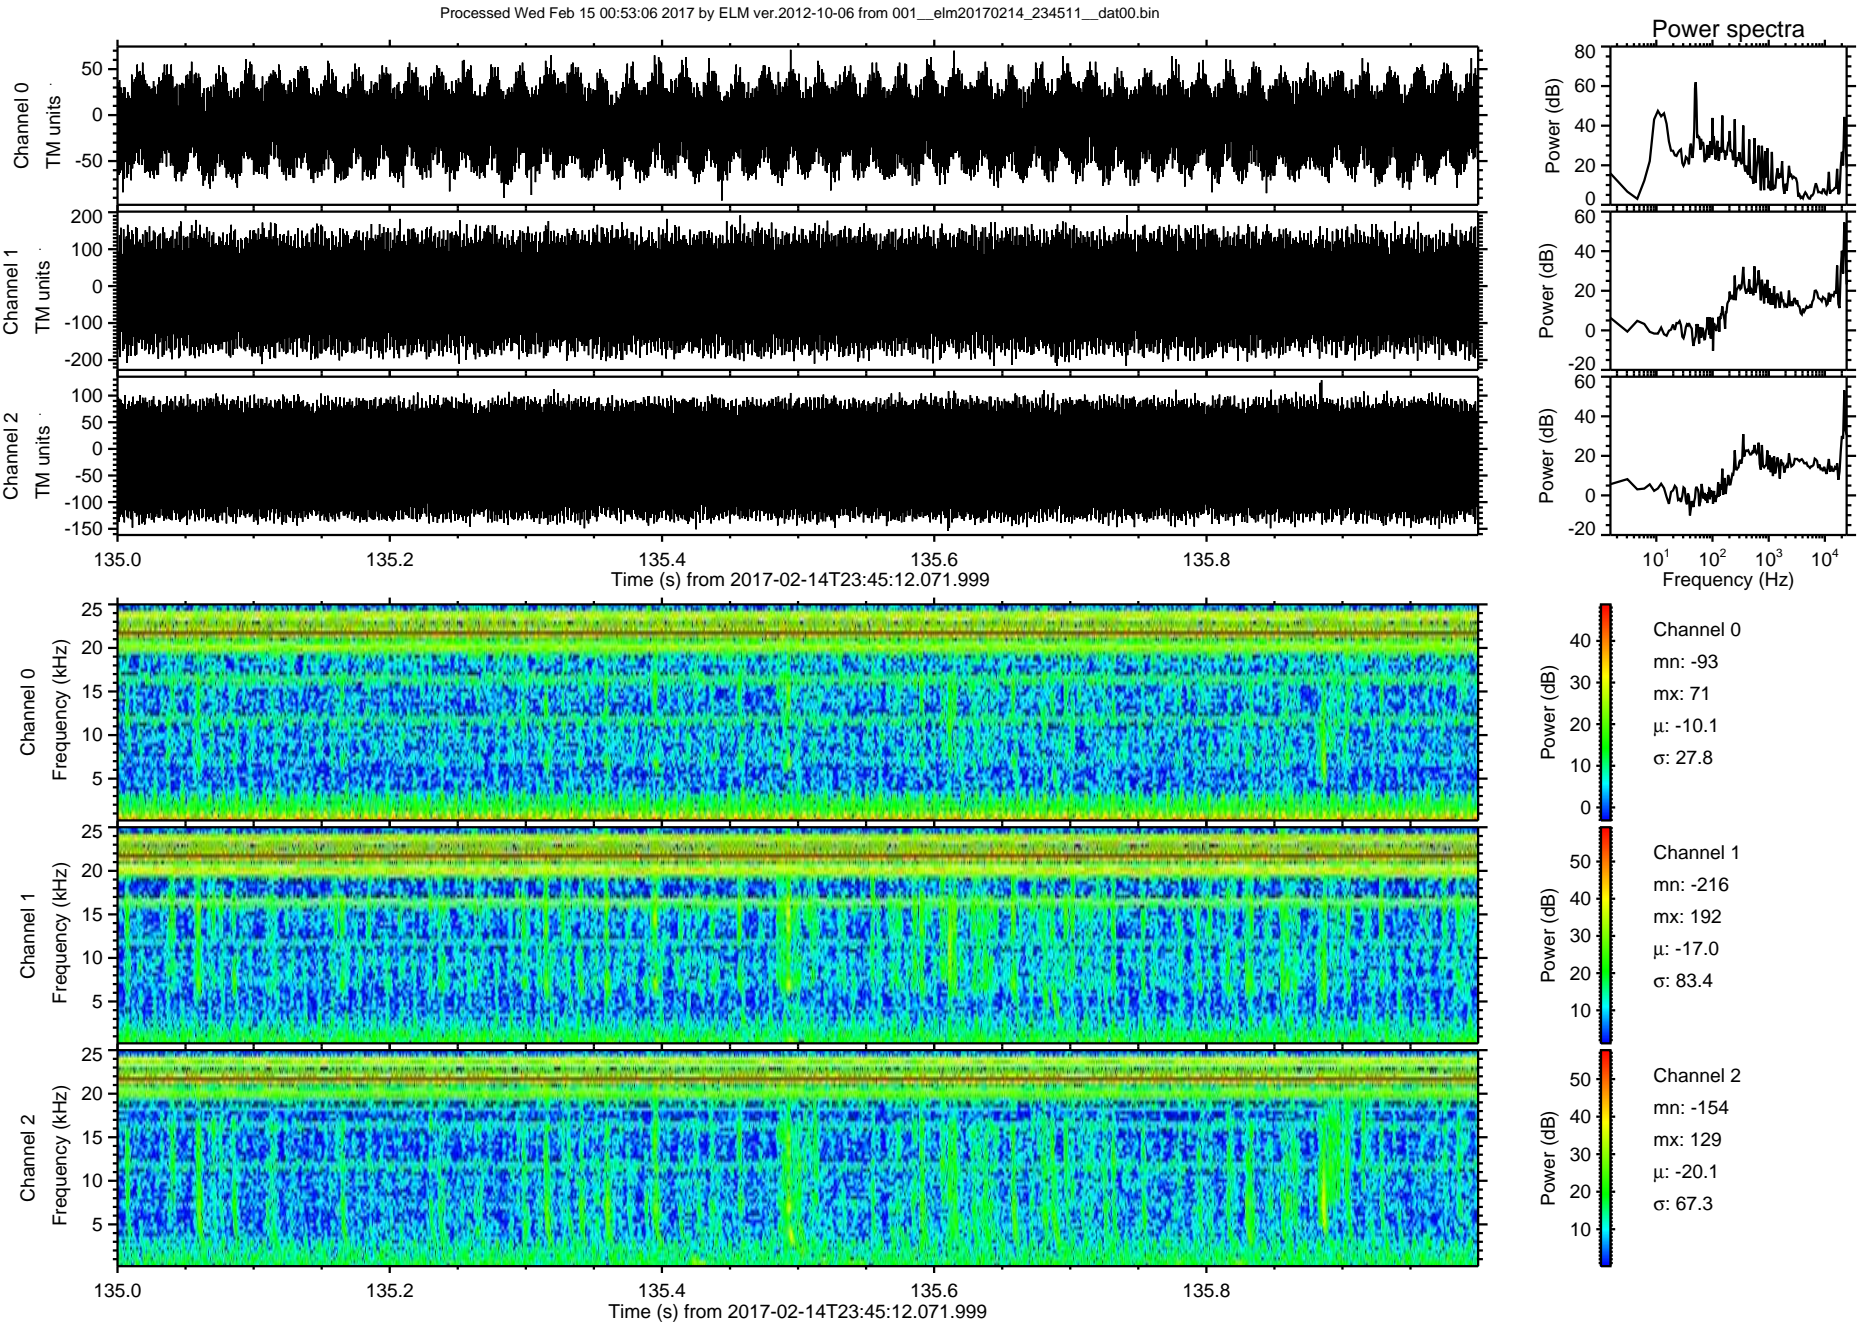 Processed Wed Feb 15 00:53:06 2017 by ELM ver.2012-10-06 from 001__elm20170214_234511__dat00.bin
Power spectra
Channel 0
TM units
50
0
-50
Power (dB)
80
60
40
20
0
Channel 1
TM units
200
100
0
-100
-200
Power (dB)
60
40
20
0
-20
Channel 2
TM units
100
50
0
-50
-100
-150
Power (dB)
60
40
20
0
-20
135.0 135.2 135.4 135.6 135.8
Time (s) from 2017-02-14T23:45:12.071.999
10¹ 10² 10³ 10⁴
Frequency (Hz)
Channel 0
Frequency (kHz)
25
20
15
10
5
Power (dB)
40
30
20
10
0
Channel 0
mn: -93
mx: 71
μ: -10.1
σ: 27.8
Channel 1
Frequency (kHz)
25
20
15
10
5
Power (dB)
50
40
30
20
10
Channel 1
mn: -216
mx: 192
μ: -17.0
σ: 83.4
Channel 2
Frequency (kHz)
25
20
15
10
5
Power (dB)
50
40
30
20
10
Channel 2
mn: -154
mx: 129
μ: -20.1
σ: 67.3
135.0 135.2 135.4 135.6 135.8
Time (s) from 2017-02-14T23:45:12.071.999